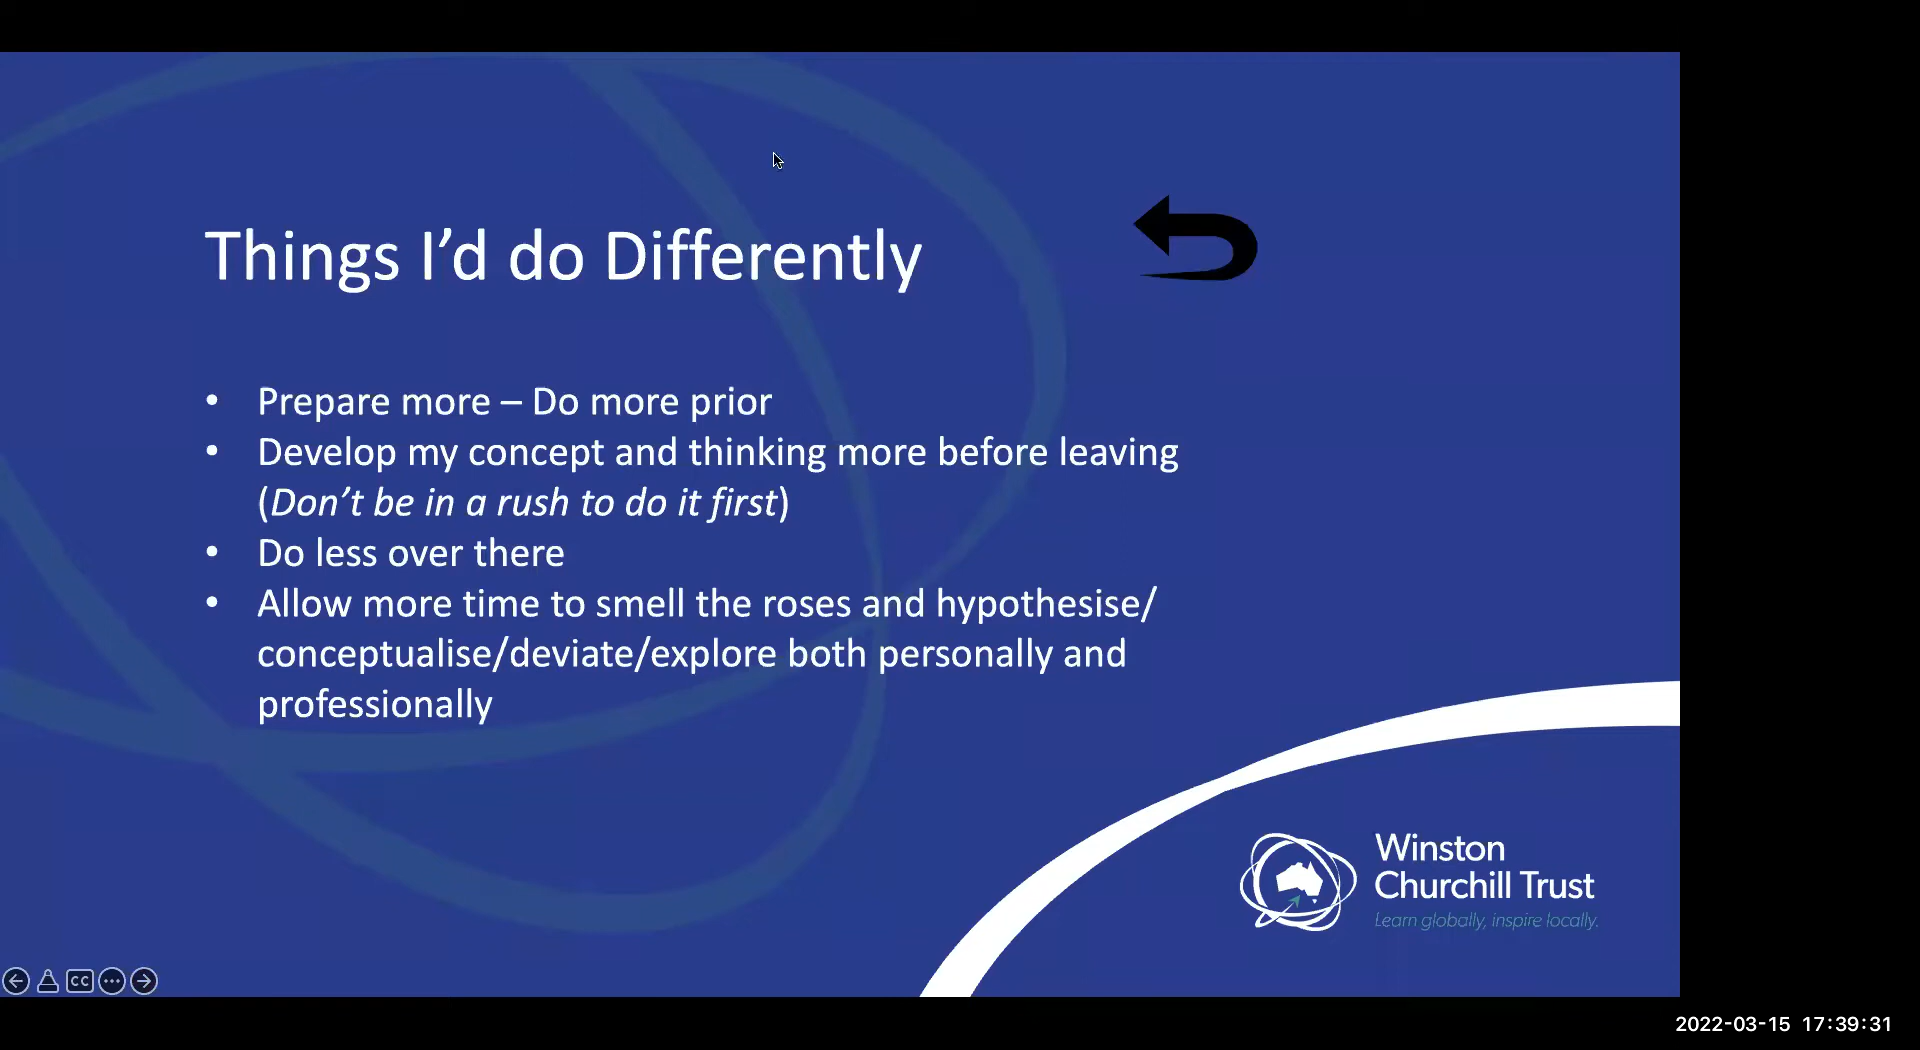 Things I’d do Differently
• Prepare more – Do more prior
• Develop my concept and thinking more before leaving
(Don’t be in a rush to do it first)
• Do less over there
• Allow more time to smell the roses and hypothesise/
conceptualise/deviate/explore both personally and
professionally
Winston
Churchill Trust
Learn globally, inspire locally.
CC
2022-03-15 17:39:31